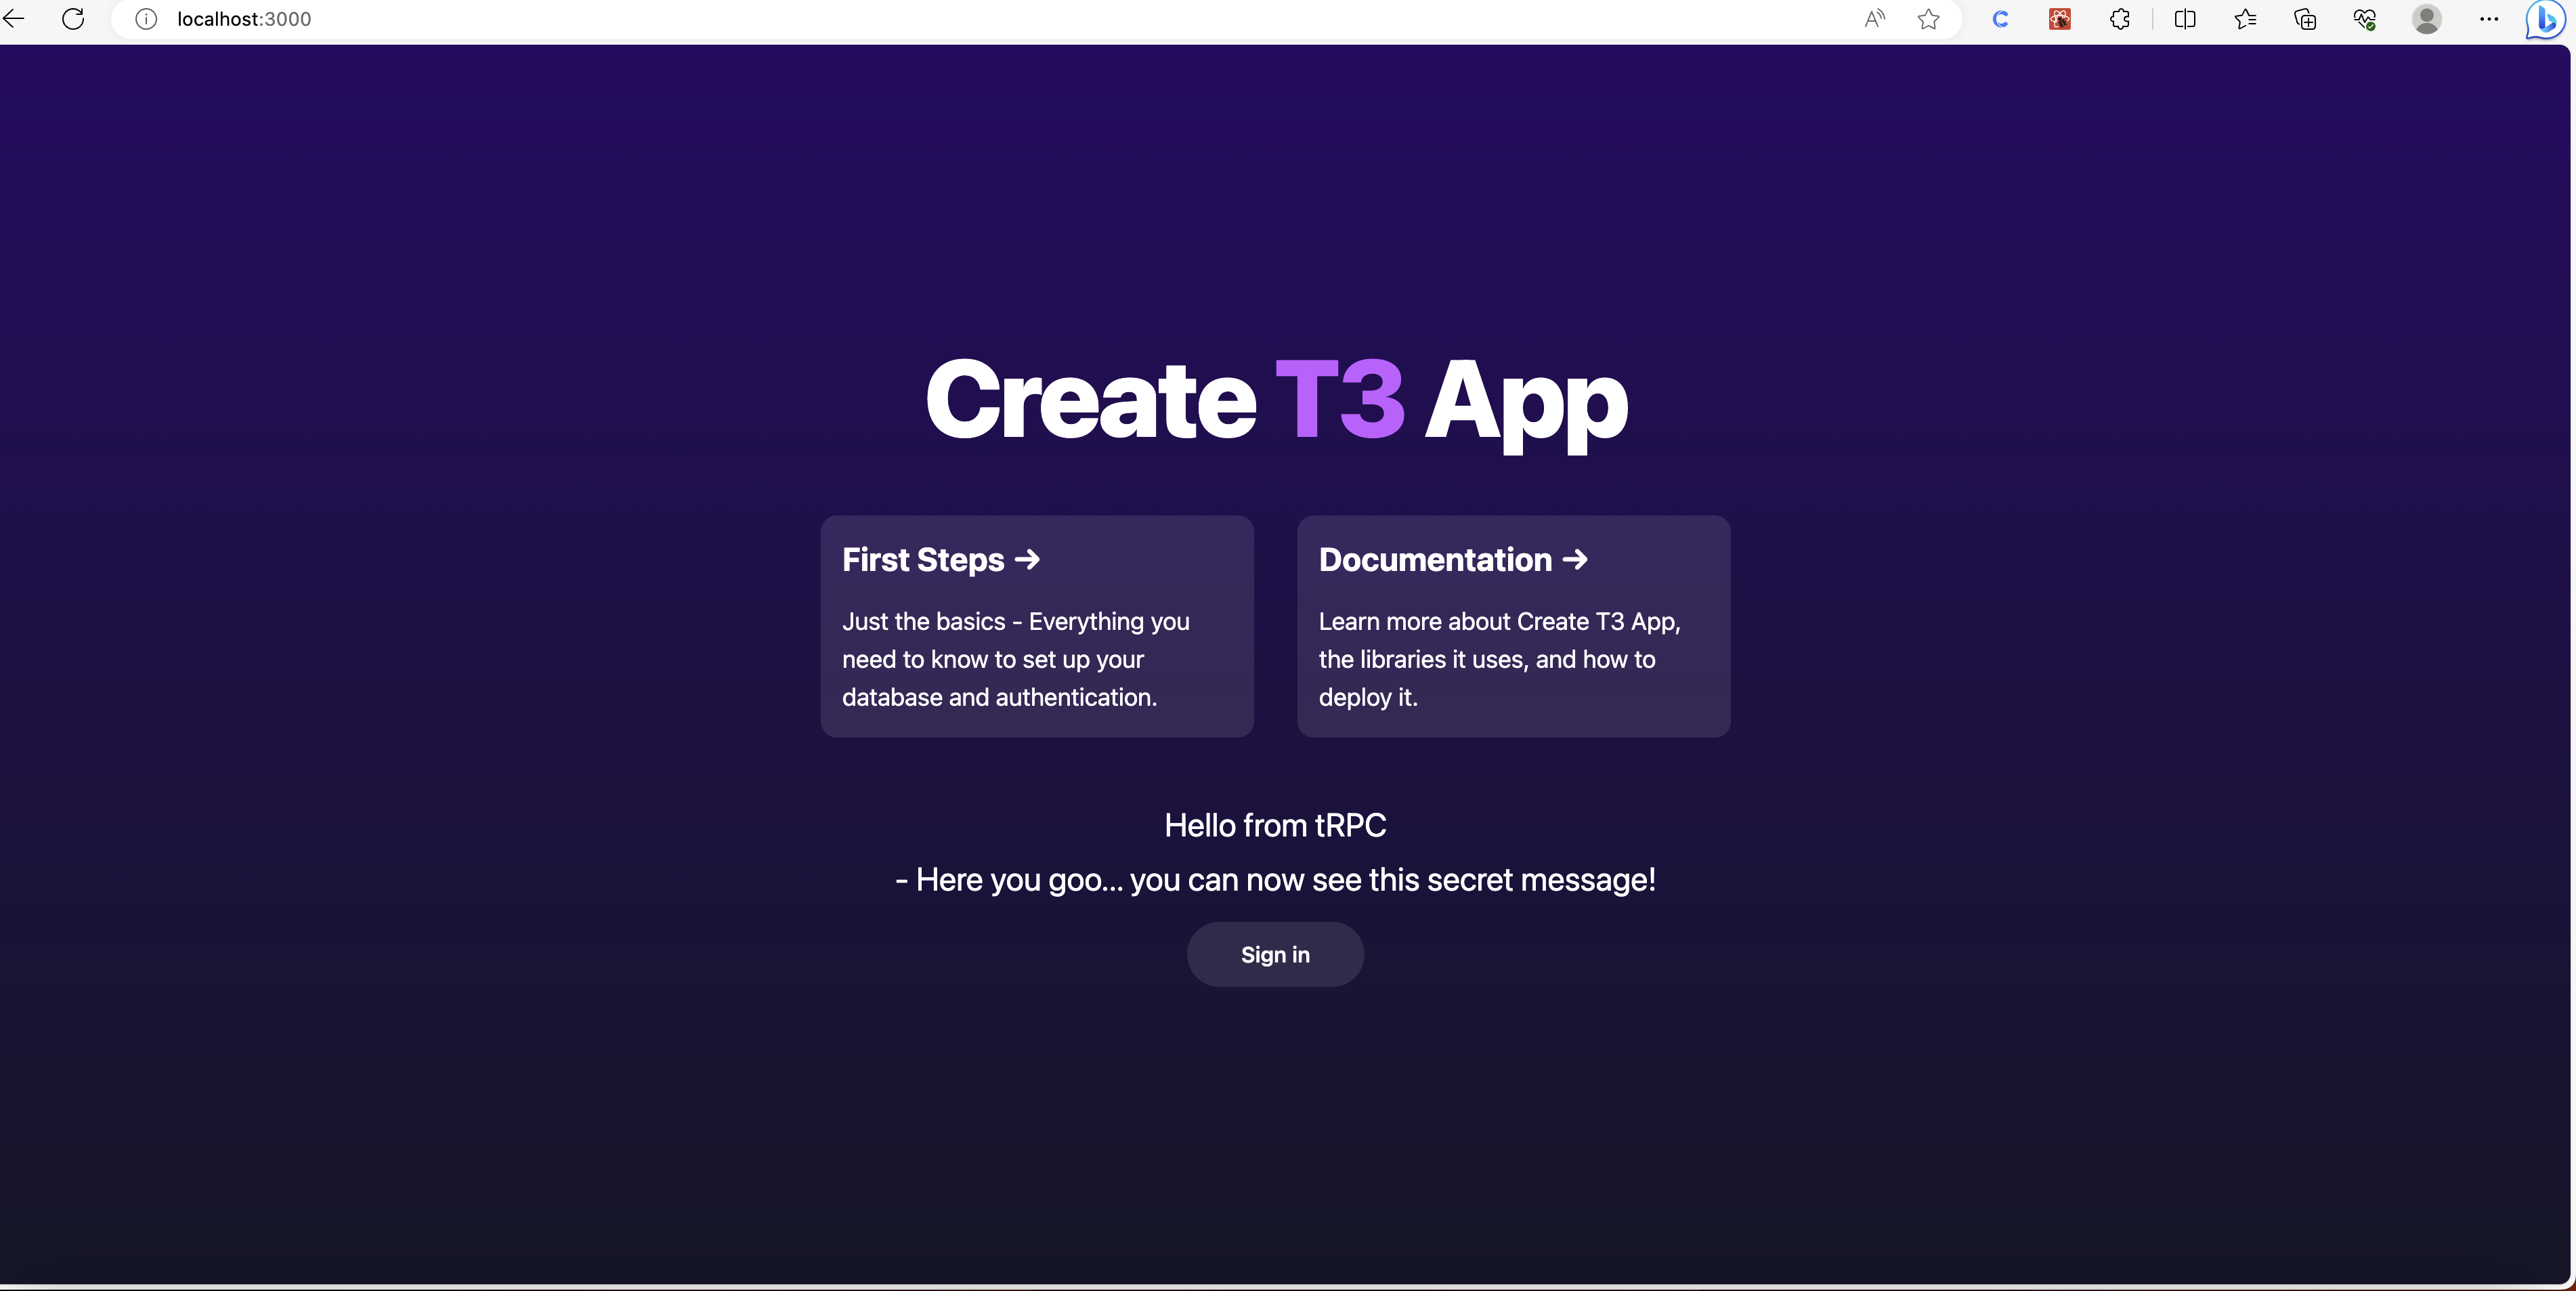 localhost:3000
Create T3 App
First Steps →
Just the basics - Everything you
need to know to set up your
database and authentication.
Documentation →
Learn more about Create T3 App,
the libraries it uses, and how to
deploy it.
Hello from tRPC
- Here you goo... you can now see this secret message!
Sign in